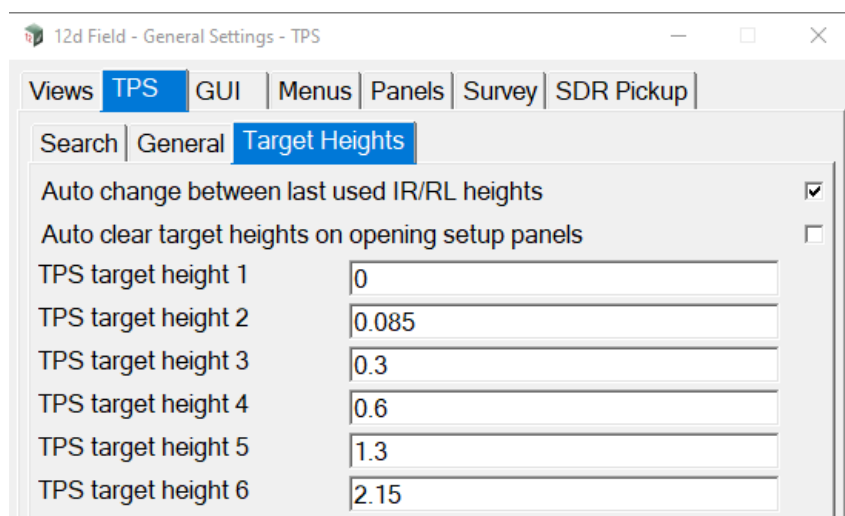 12d Field - General Settings - TPS
Views TPS GUI Menus Panels Survey SDR Pickup
Search General Target Heights
Auto change between last used IR/RL heights
Auto clear target heights on opening setup panels
TPS target height 1 0
TPS target height 2 0.085
TPS target height 3 0.3
TPS target height 4 0.6
TPS target height 5 1.3
TPS target height 6 2.15